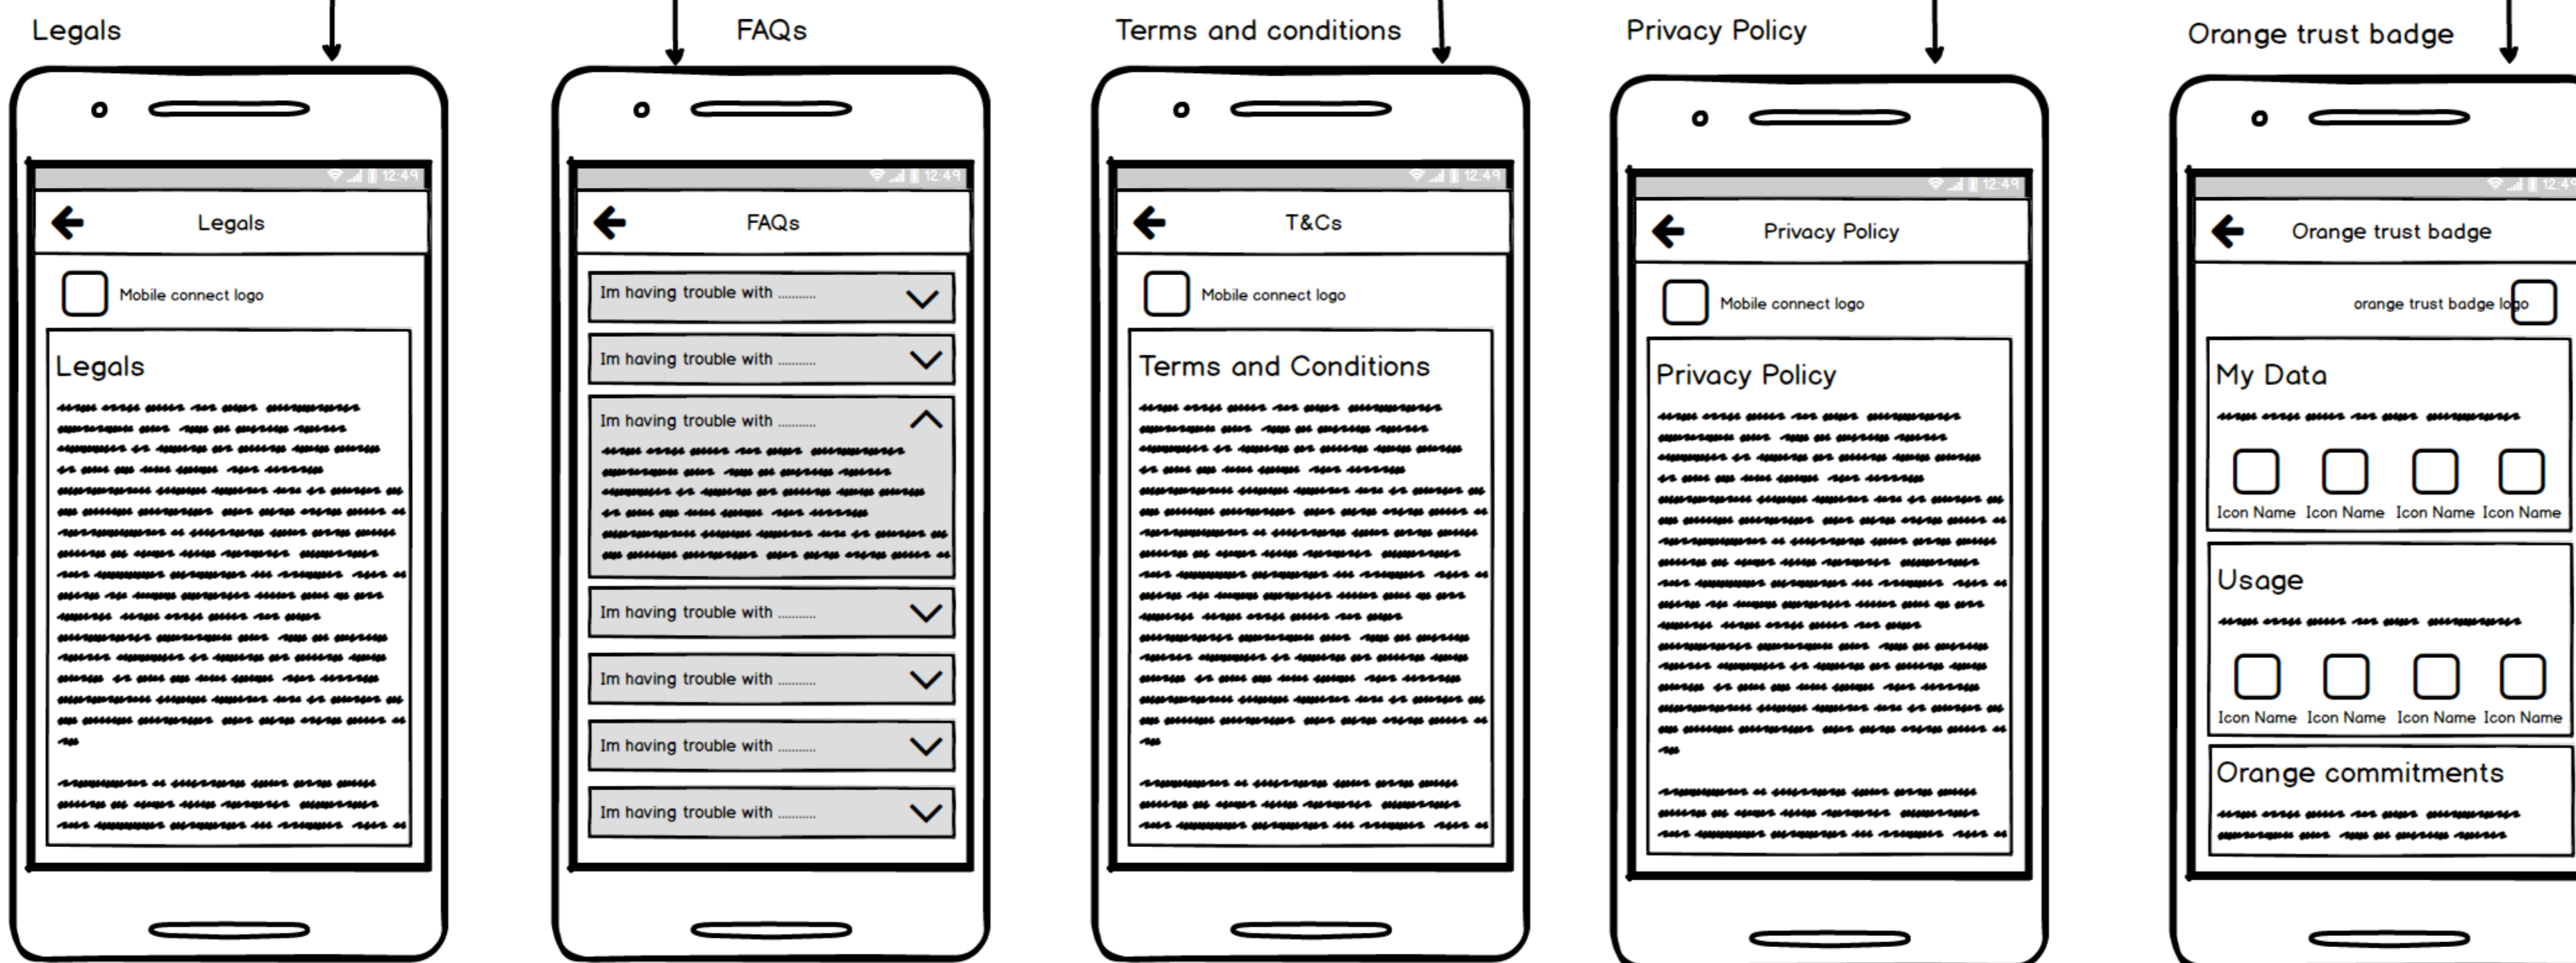 Legals
12:49
Legals
Mobile connect logo
Legals
FAQs
12:49
FAQs
Im having trouble with ..........
Im having trouble with ..........
Im having trouble with ..........
Im having trouble with ..........
Im having trouble with ..........
Im having trouble with ..........
Im having trouble with ..........
Terms and conditions
12:49
T&Cs
Mobile connect logo
Terms and Conditions
Privacy Policy
12:49
Privacy Policy
Mobile connect logo
Privacy Policy
Orange trust badge
12:49
Orange trust badge
orange trust badge logo
My Data
Icon Name Icon Name Icon Name Icon Name
Usage
Icon Name Icon Name Icon Name Icon Name
Orange commitments